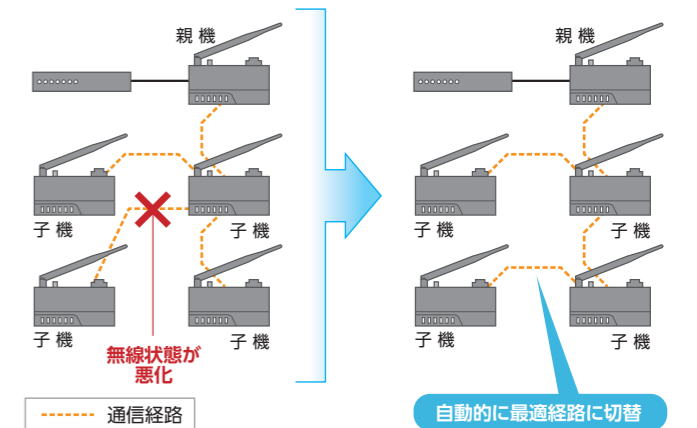 親機
親機
子機
子機
子機
子機
子機
子機
子機
子機
無線状態が
悪化
通信経路
自動的に最適経路に切替